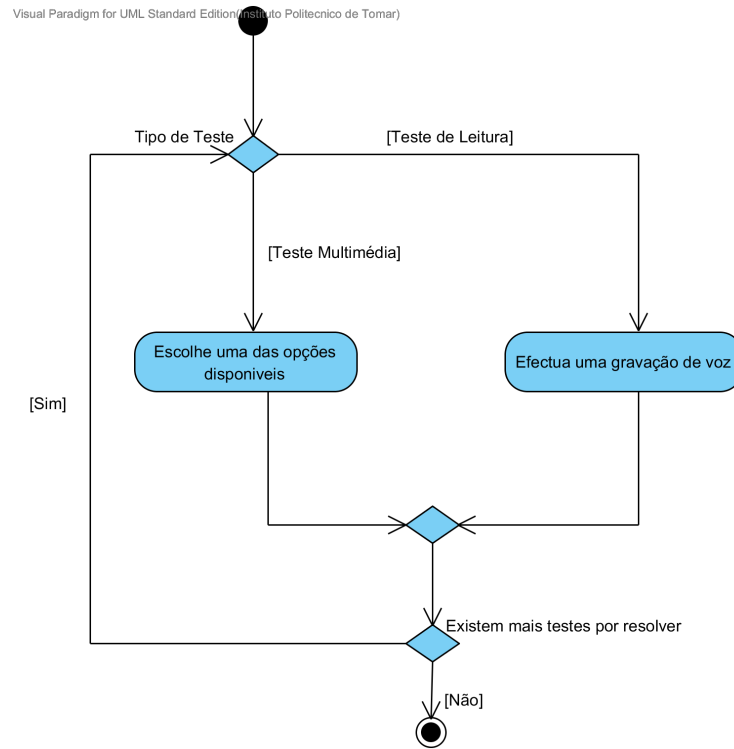 Visual Paradigm for UML Standard Edition(Instituto Politecnico de Tomar)
Tipo de Teste
[Teste de Leitura]
[Teste Multimédia]
Escolhe uma das opções
disponiveis
Efectua uma gravação de voz
[Sim]
Existem mais testes por resolver
[Não]